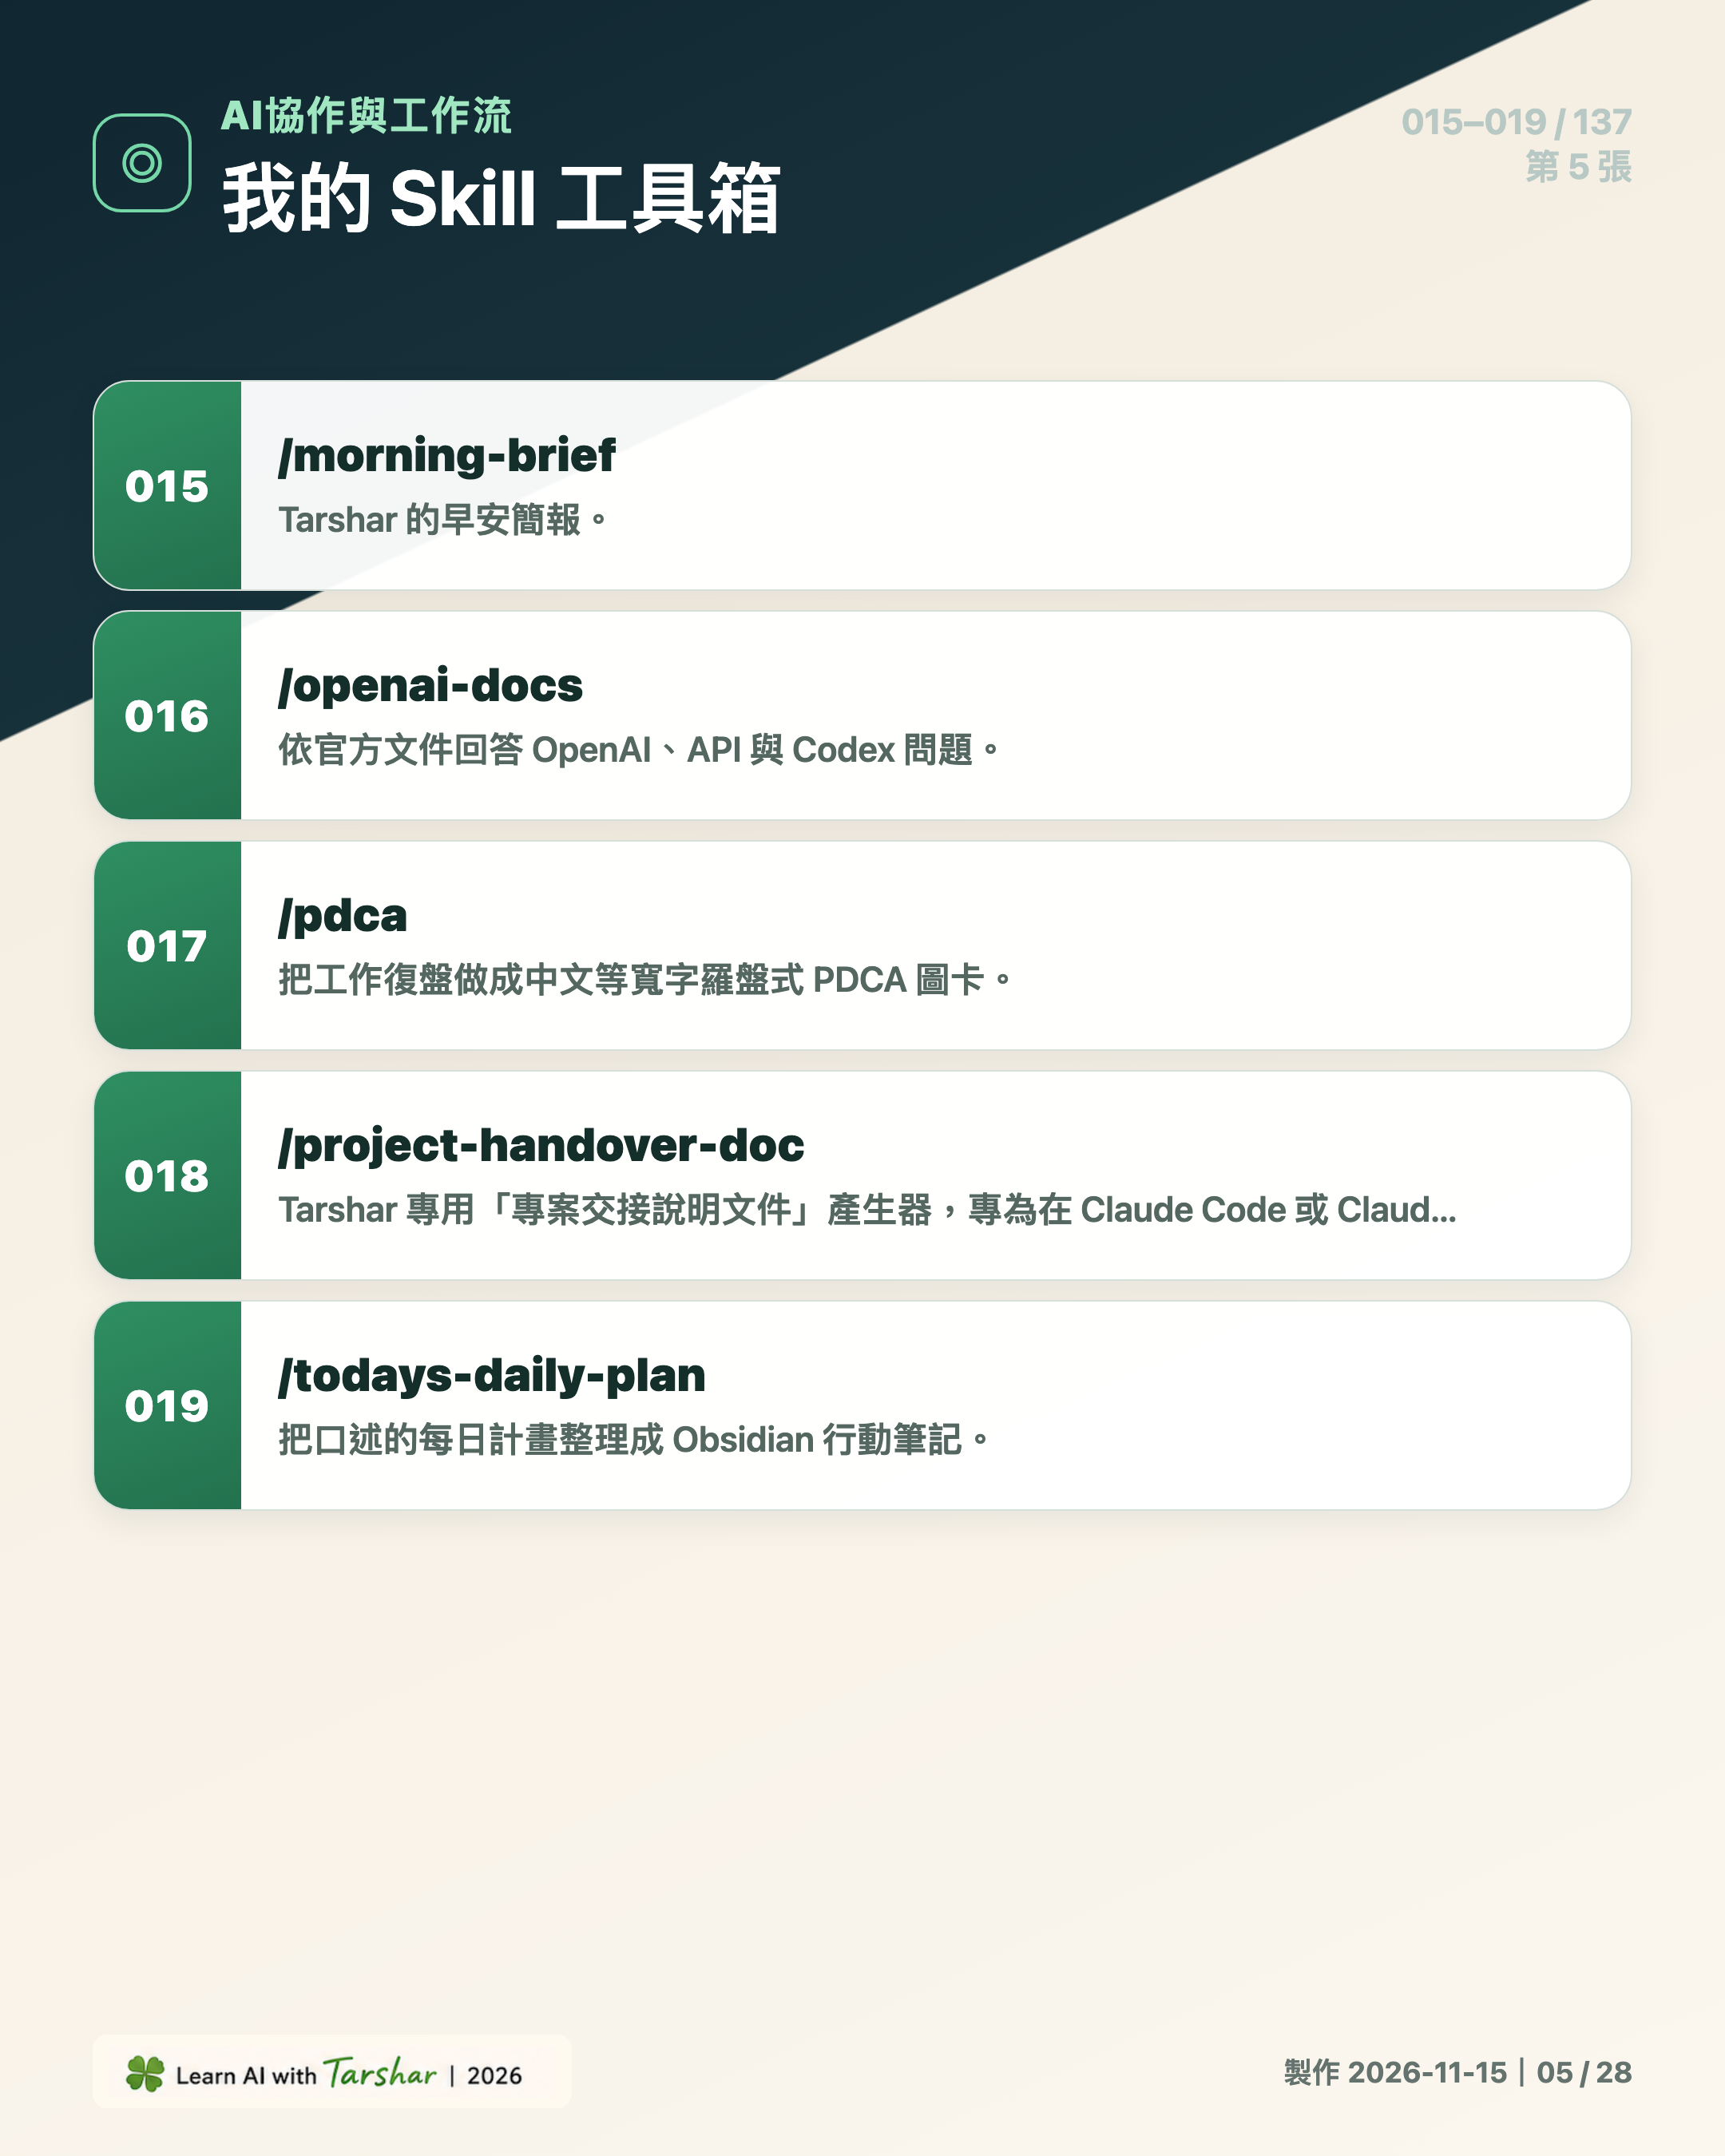 AI協作與工作流
我的 Skill 工具箱
015–019 / 137
第 5 張
015
/morning-brief
Tarshar 的早安簡報。
016
/openai-docs
依官方文件回答 OpenAI、API 與 Codex 問題。
017
/pdca
把工作復盤做成中文等寬字羅盤式 PDCA 圖卡。
018
/project-handover-doc
Tarshar 專用「專案交接說明文件」產生器，專為在 Claude Code 或 Claud...
019
/todays-daily-plan
把口述的每日計畫整理成 Obsidian 行動筆記。
Learn AI with Tarshar | 2026
製作 2026-11-15｜05 / 28